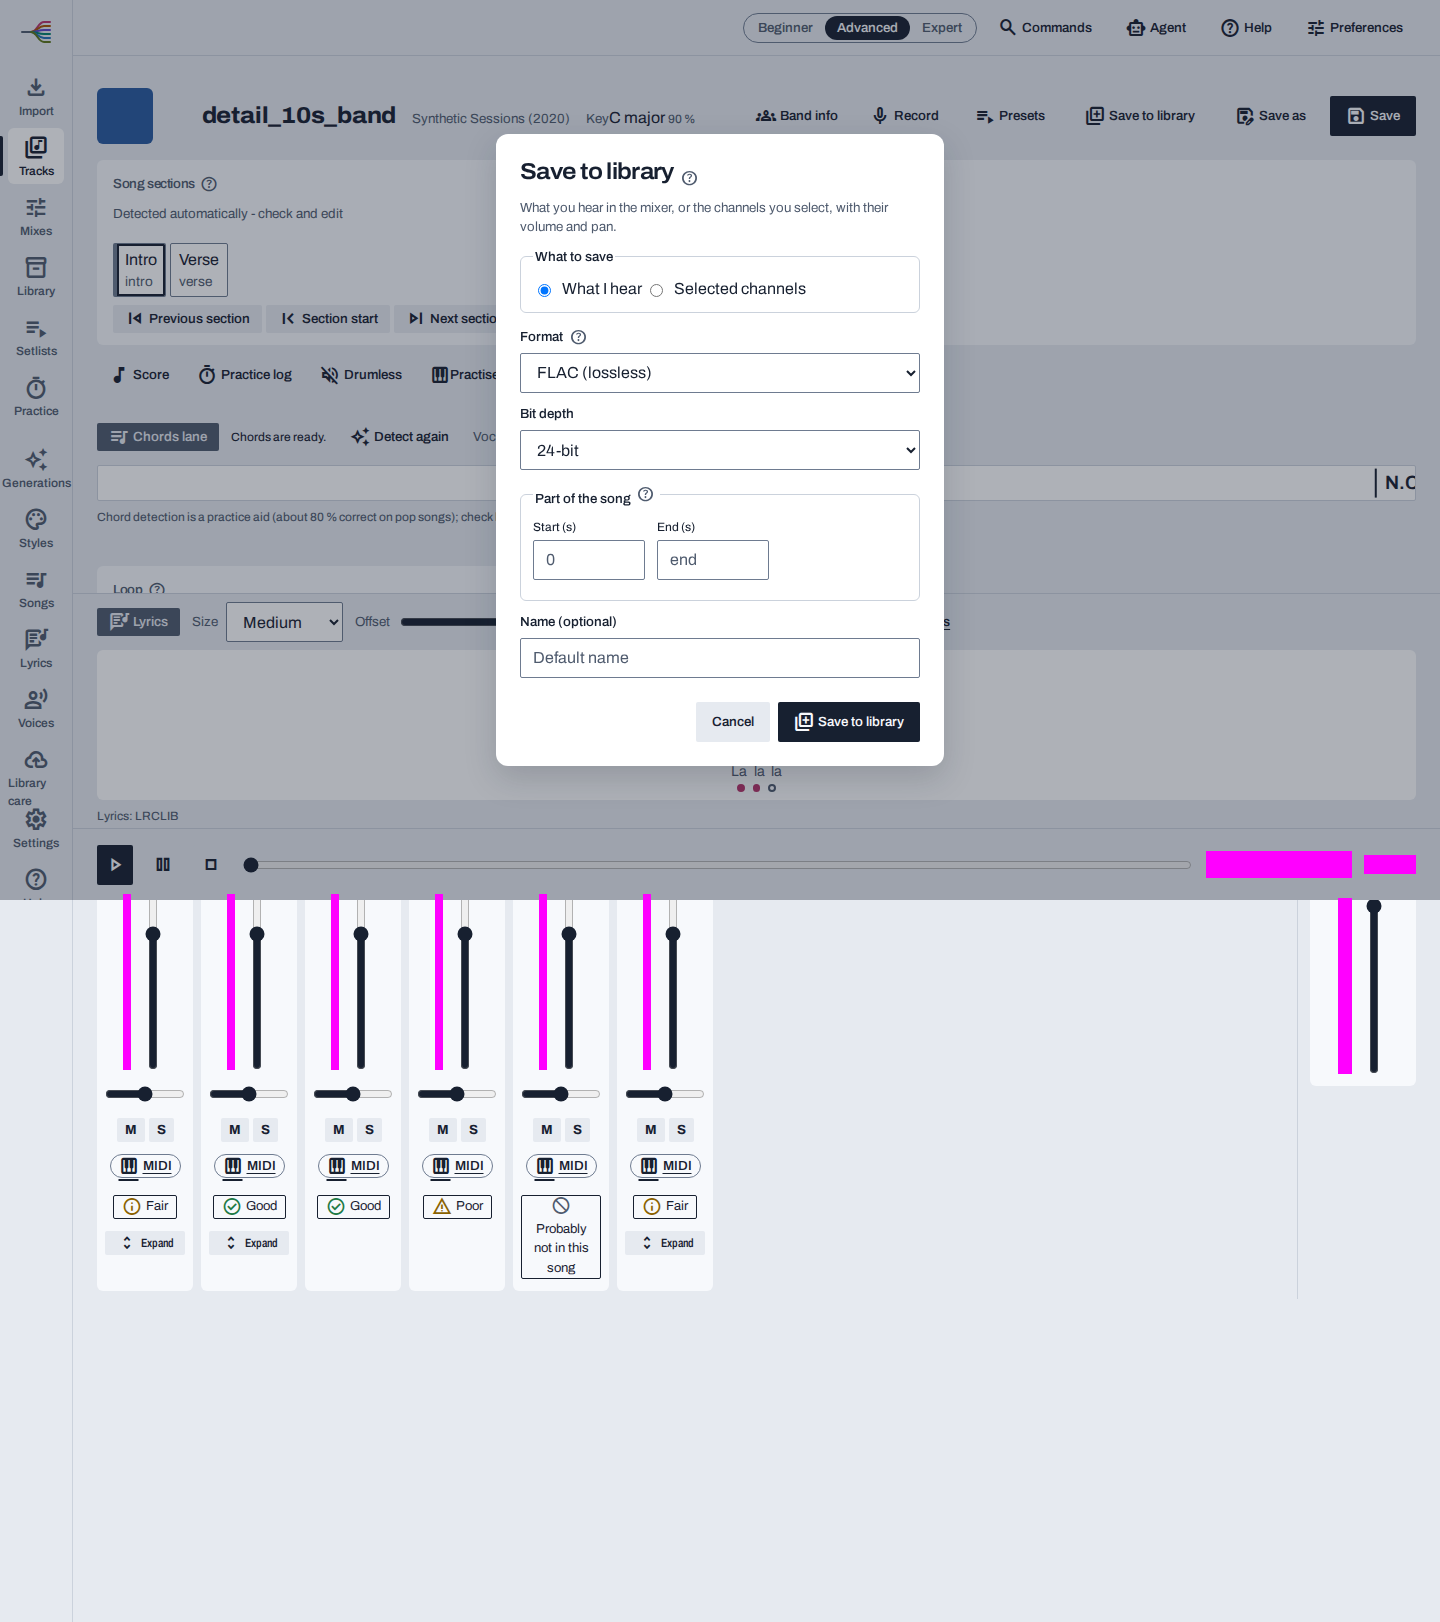 Beginner Advanced Expert Commands Agent Help Preferences
Import
Tracks
Mixes
Library
Setlists
Practice
Generations
Styles
Songs
Lyrics
Voices
Library
care
Settings
detail_10s_band Synthetic Sessions (2020) Key C major 90 % Band info Record Presets Save to library Save as Save
Song sections
Detected automatically - check and edit
Intro
intro
Verse
verse
Previous section Section start Next section
Score Practice log Drumless Practise
Chords lane Chords are ready. Detect again Voc
N.C
Chord detection is a practice aid (about 80 % correct on pop songs); check
Loop
Lyrics Size Medium Offset
s
La la la
Lyrics: LRCLIB
Save to library
What you hear in the mixer, or the channels you select, with their
volume and pan.
What to save
What I hear Selected channels
Format
FLAC (lossless)
Bit depth
24-bit
Part of the song
Start (s) End (s)
0 end
Name (optional)
Default name
Cancel Save to library
M S M S M S M S M S M S
MIDI MIDI MIDI MIDI MIDI MIDI
Fair Good Good Poor Probably
not in this
song
Fair
Expand Expand Expand